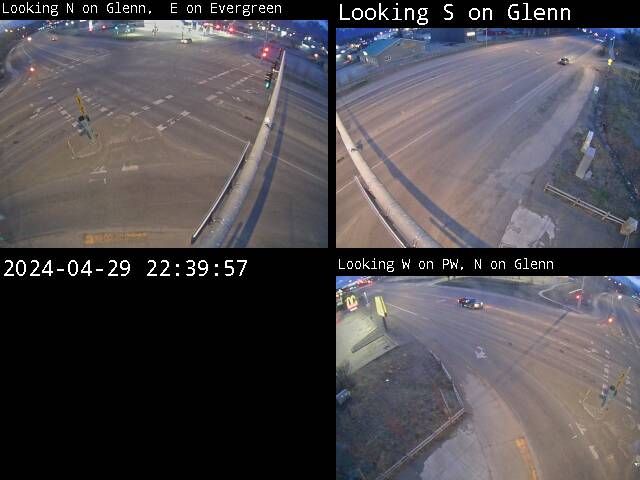 Looking N on Glenn,  E on Evergreen
Looking S on Glenn
2024-04-29 22:39:57
Looking W on PW, N on Glenn